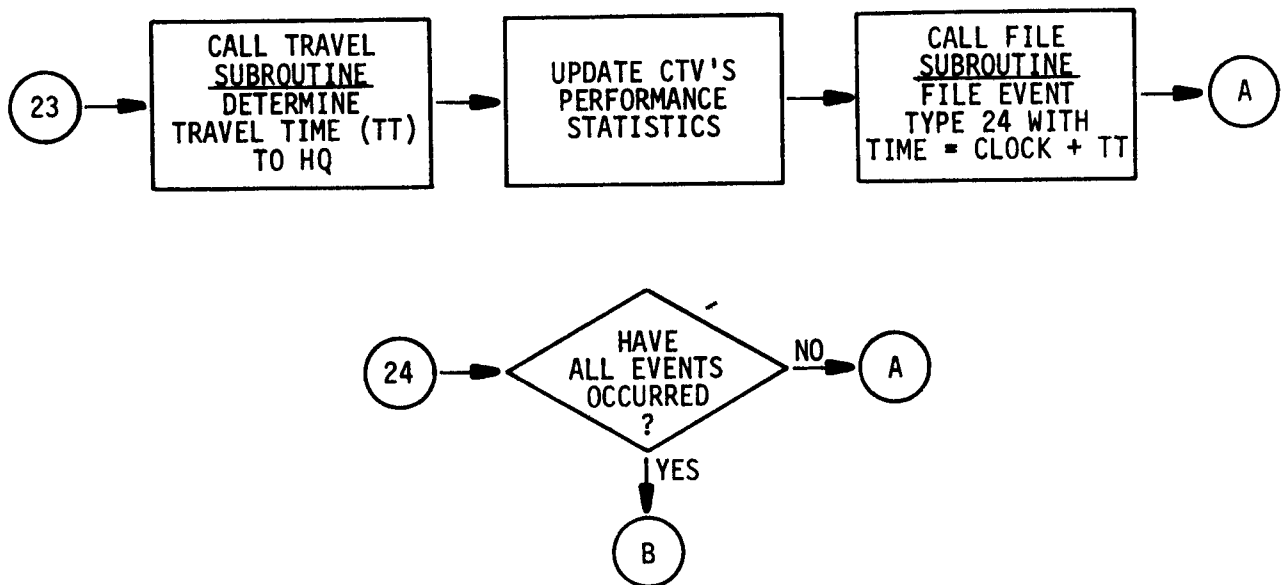 23
CALL TRAVEL
SUBROUTINE
DETERMINE
TRAVEL TIME (TT)
TO HQ
UPDATE CTV'S
PERFORMANCE
STATISTICS
CALL FILE
SUBROUTINE
FILE EVENT
TYPE 24 WITH
TIME = CLOCK + TT
A
24
HAVE
ALL EVENTS
OCCURRED
?
NO
A
YES
B